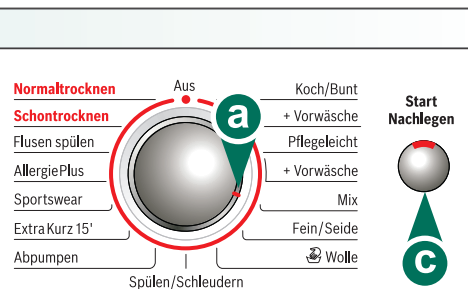 Normaltrocknen
Schontrocknen
Flusen spülen
AllergiePlus
Sportswear
Extra Kurz 15'
Abpumpen
Aus
a
Koch/Bunt
+ Vorwäsche
Pflegeleicht
+ Vorwäsche
Mix
Fein/Seide
Wolle
Spülen/Schleudern
Start
Nachlegen
c